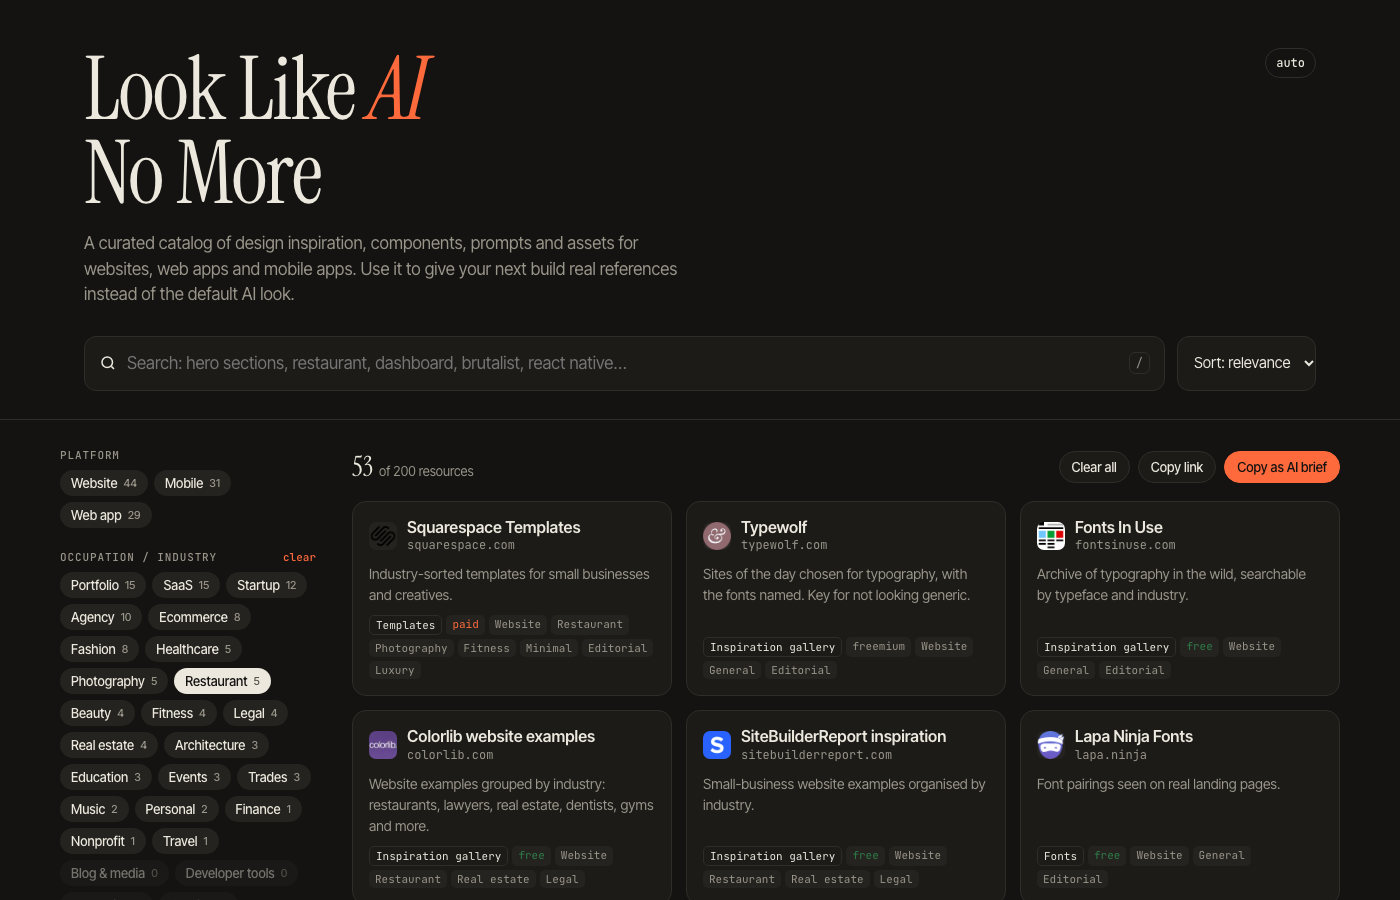 Look Like AI
No More
auto
A curated catalog of design inspiration, components, prompts and assets for
websites, web apps and mobile apps. Use it to give your next build real references
instead of the default AI look.
Search: hero sections, restaurant, dashboard, brutalist, react native...
/
Sort: relevance
PLATFORM
Website 44
Mobile 31
Web app 29
OCCUPATION / INDUSTRY
clear
Portfolio 15
SaaS 15
Startup 12
Agency 10
Ecommerce 8
Fashion 8
Healthcare 5
Photography 5
Restaurant 5
Beauty 4
Fitness 4
Legal 4
Real estate 4
Architecture 3
Education 3
Events 3
Trades 3
Music 2
Personal 2
Finance 1
Nonprofit 1
Travel 1
Blog & media 0
Developer tools 0
53 of 200 resources
Clear all
Copy link
Copy as AI brief
Squarespace Templates
squarespace.com
Industry-sorted templates for small businesses
and creatives.
Templates paid Website Restaurant
Photography Fitness Minimal Editorial
Luxury
Typewolf
typewolf.com
Sites of the day chosen for typography, with
the fonts named. Key for not looking generic.
Inspiration gallery freemium Website
General Editorial
Fonts In Use
fontsinuse.com
Archive of typography in the wild, searchable
by typeface and industry.
Inspiration gallery free Website
General Editorial
colorlib.
Colorlib website examples
colorlib.com
Website examples grouped by industry:
restaurants, lawyers, real estate, dentists, gyms
and more.
Inspiration gallery free Website
Restaurant Real estate Legal
S
SiteBuilderReport inspiration
sitebuilderreport.com
Small-business website examples organised by
industry.
Inspiration gallery free Website
Restaurant Real estate Legal
Lapa Ninja Fonts
lapa.ninja
Font pairings seen on real landing pages.
Fonts free Website General
Editorial